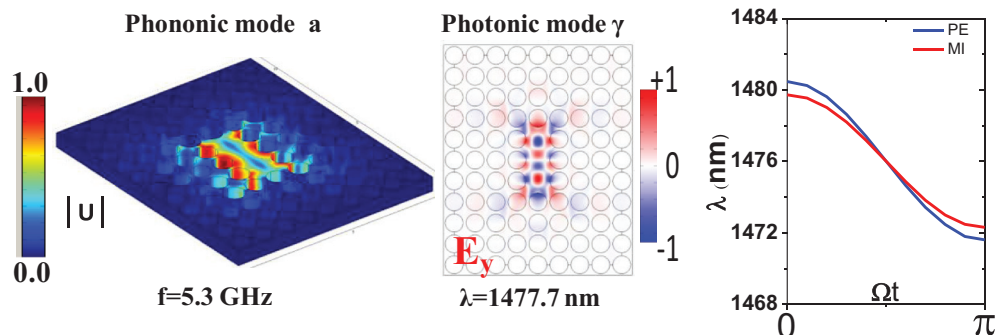 Phononic mode a
1.0
0.0
|U|
f=5.3 GHz
Photonic mode γ
+1
0
-1
E_y
λ=1477.7 nm
1484
1480
1476
1472
1468
λ (nm)
PE
MI
0
Ωt
π